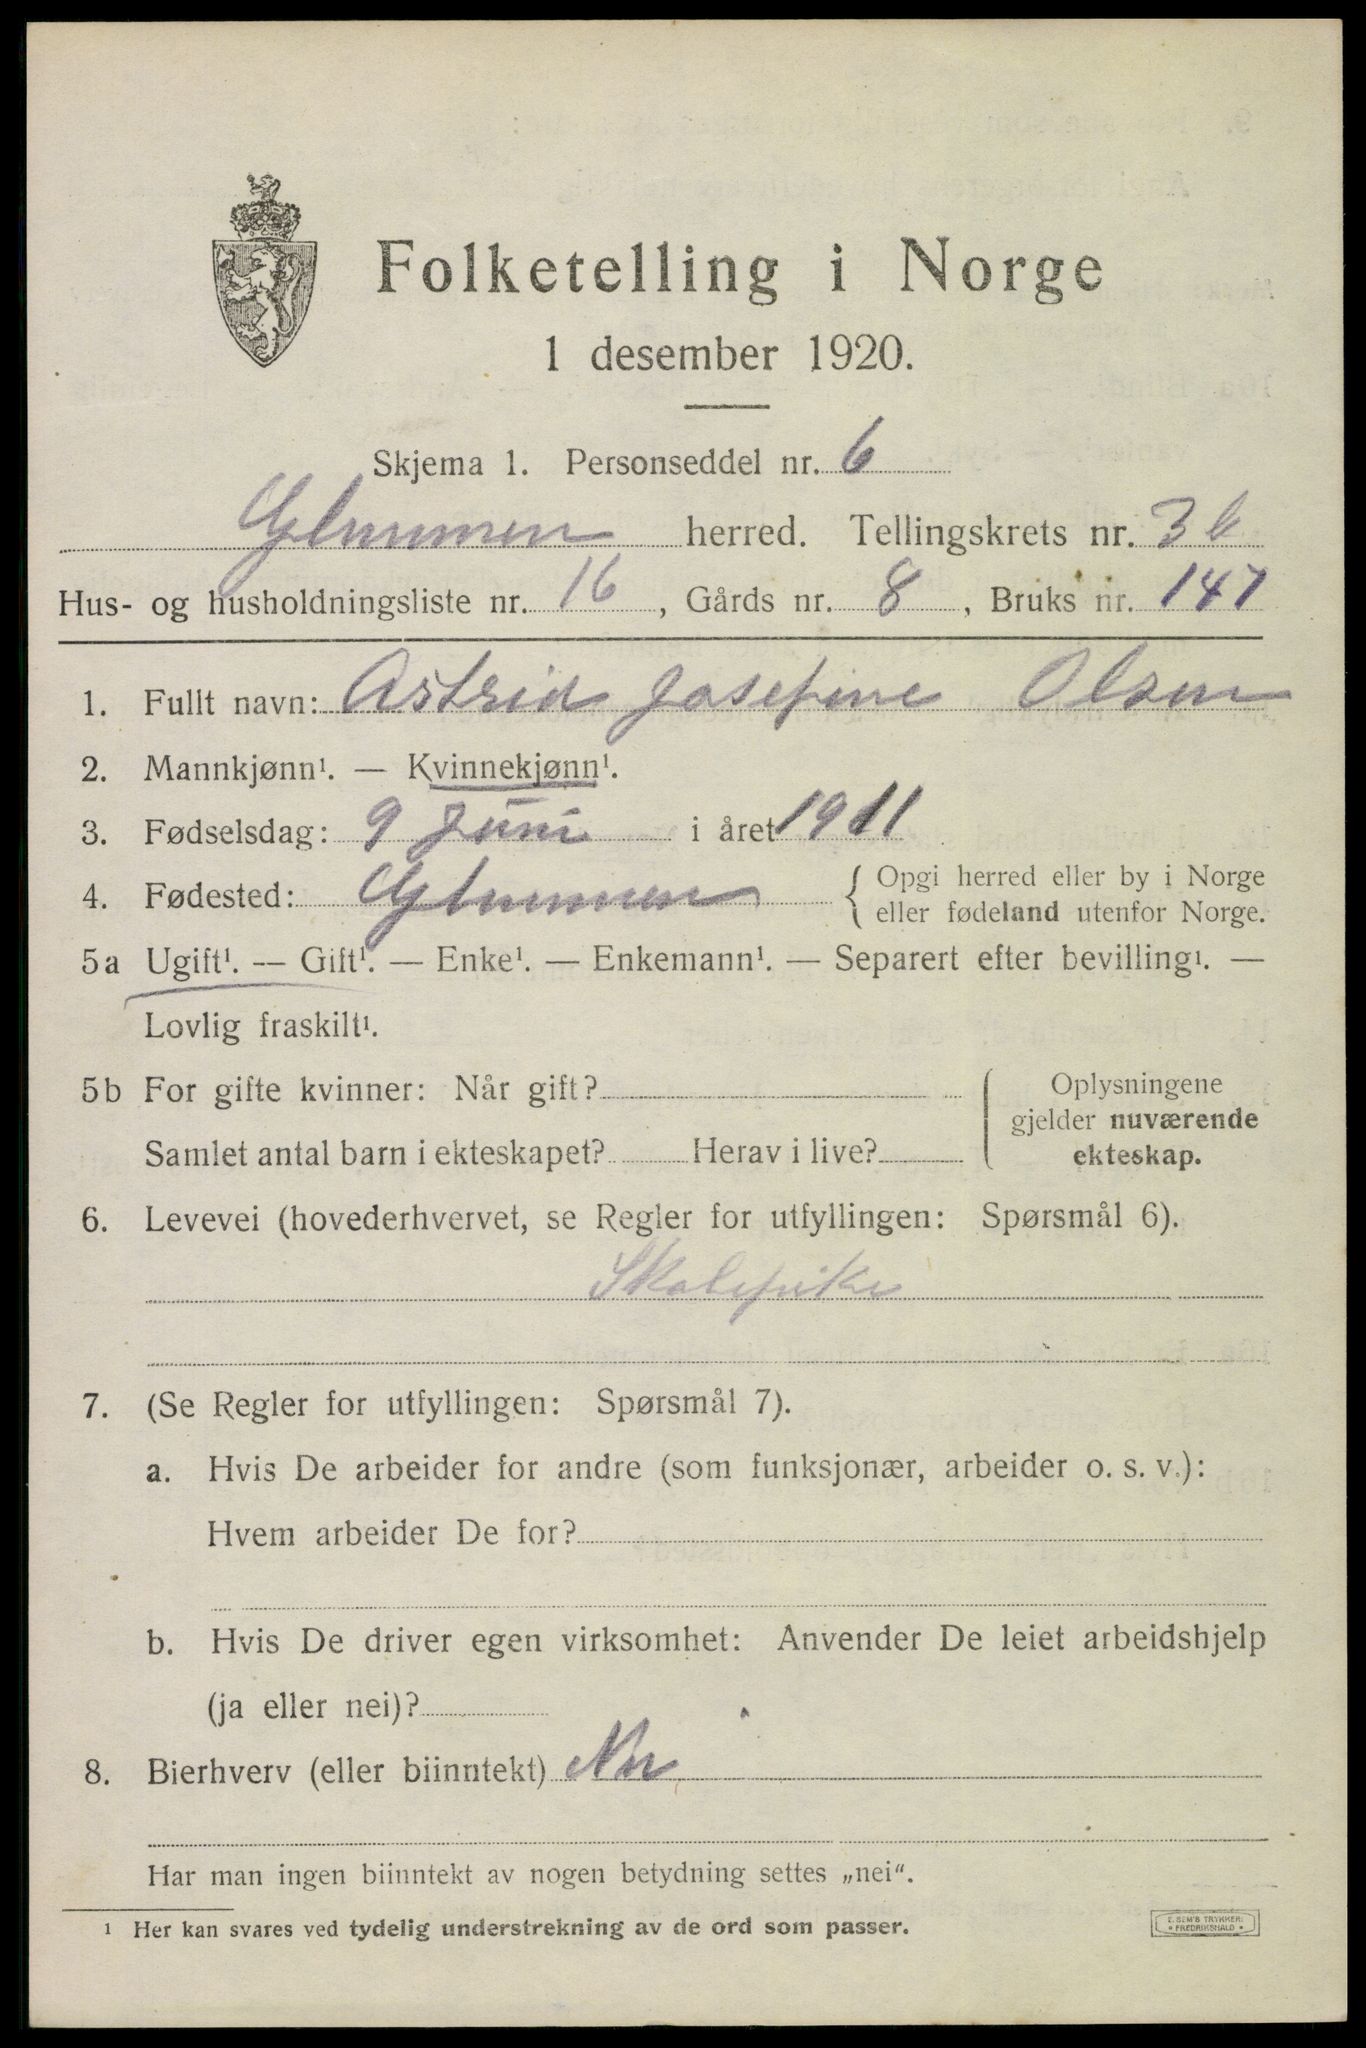 Folketelling i Norge
1 desember 1920.
Skjema 1. Personseddel nr. 6
Glemmen herred. Tellingskrets nr. 3b
Hus- og husholdningsliste nr. 16, Gårds nr. 8, Bruks nr. 147
1. Fullt navn: Astrid Josefine Olsen
2. Mannkjønn¹. — Kvinnekjønn¹.
3. Fødselsdag: 9 Juni i året 1911
4. Fødested: Glemmen { Opgi herred eller by i Norge
eller fødeland utenfor Norge.
5a Ugift¹. — Gift¹. — Enke¹. — Enkemann¹. — Separert efter bevilling¹. —
Lovlig fraskilt¹.
5b For gifte kvinner: Når gift? Oplysningene
gjelder nuværende
Samlet antal barn i ekteskapet? Herav i live? ekteskap.
6. Levevei (hovederhvervet, se Regler for utfyllingen: Spørsmål 6).
Skolepike
7. (Se Regler for utfyllingen: Spørsmål 7).
a. Hvis De arbeider for andre (som funksjonær, arbeider o. s. v.):
Hvem arbeider De for?
b. Hvis De driver egen virksomhet: Anvender De leiet arbeidshjelp
(ja eller nei)?
8. Bierhverv (eller biinntekt) Nei
Har man ingen biinntekt av nogen betydning settes „nei“.
¹ Her kan svares ved tydelig understrekning av de ord som passer.
E. SEM'S TRYKKERI
• FREDRIKSHALD •